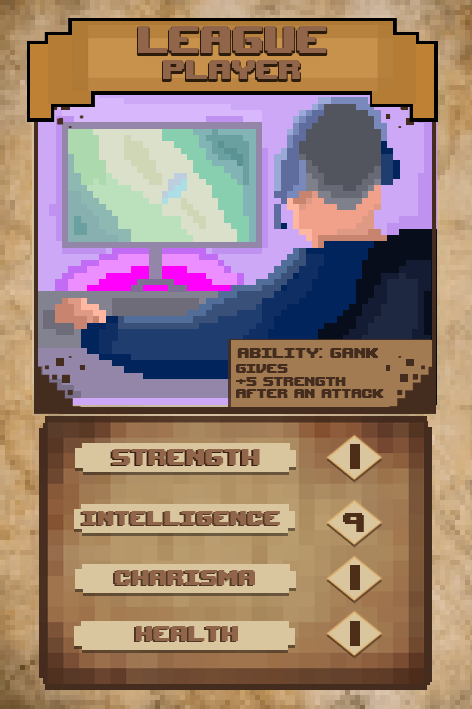 LEAGUE
PLAYER
ABILITY: GANK
GIVES
+5 STRENGTH
AFTER AN ATTACK
STRENGTH 1
INTELLIGENCE 9
CHARISMA 1
HEALTH 1